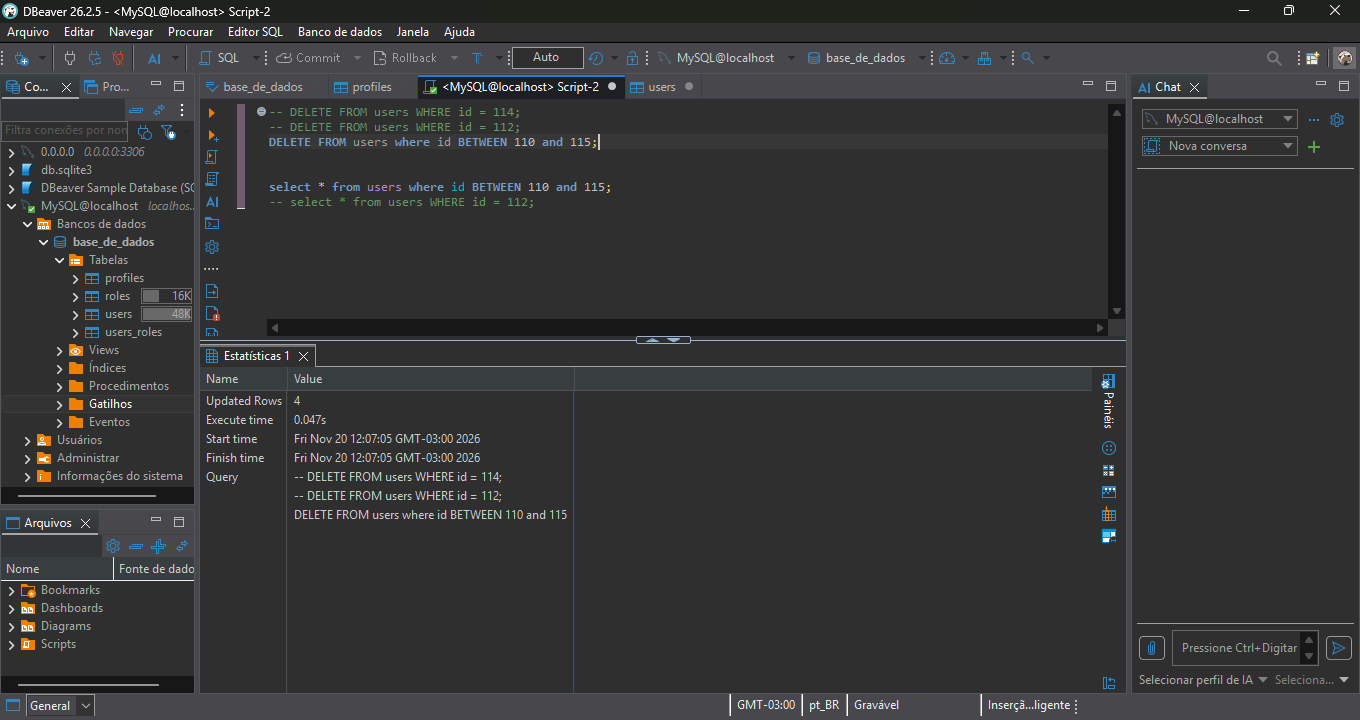 DBeaver 26.2.5 - <MySQL@localhost> Script-2
Arquivo Editar Navegar Procurar Editor SQL Banco de dados Janela Ajuda
AI SQL Commit Rollback T Auto MySQL@localhost base_de_dados
Co... Pro...
Filtra conexões por nom
0.0.0.0 0.0.0.0:3306
db.sqlite3
DBeaver Sample Database (SQ
MySQL@localhost localhos...
Bancos de dados
base_de_dados
Tabelas
profiles
roles 16K
users 48K
users_roles
Views
Índices
Procedimentos
Gatilhos
Eventos
Usuários
Administrar
Informações do sistema
Arquivos
Nome Fonte de dado
Bookmarks
Dashboards
Diagrams
Scripts
General
base_de_dados profiles <MySQL@localhost> Script-2 users
AI
-- DELETE FROM users WHERE id = 114;
-- DELETE FROM users WHERE id = 112;
DELETE FROM users where id BETWEEN 110 and 115;
select * from users where id BETWEEN 110 and 115;
-- select * from users WHERE id = 112;
Estatísticas 1
Name Value
Updated Rows 4
Execute time 0.047s
Start time Fri Nov 20 12:07:05 GMT-03:00 2026
Finish time Fri Nov 20 12:07:05 GMT-03:00 2026
Query -- DELETE FROM users WHERE id = 114;
-- DELETE FROM users WHERE id = 112;
DELETE FROM users where id BETWEEN 110 and 115
Painéis
AI Chat
MySQL@localhost
Nova conversa
Pressione Ctrl+Digitar
Selecionar perfil de IA Seleciona...
GMT-03:00 pt_BR Gravável Inserçã...ligente